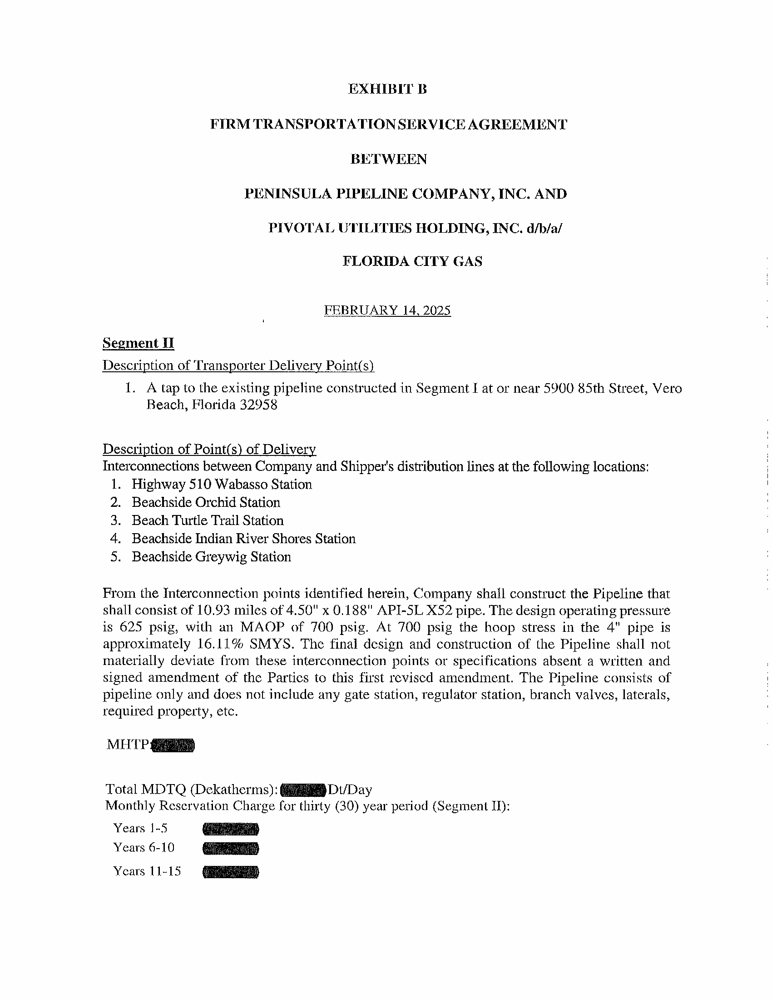 EXHIBIT B
FIRM TRANSPORTATION SERVICE AGREEMENT
BETWEEN
PENINSULA PIPELINE COMPANY, INC. AND
PIVOTAL UTILITIES HOLDING, INC. d/b/a/
FLORIDA CITY GAS
FEBRUARY 14, 2025
Segment II
Description of Transporter Delivery Point(s)
1. A tap to the existing pipeline constructed in Segment I at or near 5900 85th Street, Vero
Beach, Florida 32958
Description of Point(s) of Delivery
Interconnections between Company and Shipper's distribution lines at the following locations:
1. Highway 510 Wabasso Station
2. Beachside Orchid Station
3. Beach Turtle Trail Station
4. Beachside Indian River Shores Station
5. Beachside Greywig Station
From the Interconnection points identified herein, Company shall construct the Pipeline that
shall consist of 10.93 miles of 4.50" x 0.188" API-5L X52 pipe. The design operating pressure
is 625 psig, with an MAOP of 700 psig. At 700 psig the hoop stress in the 4" pipe is
approximately 16.11% SMYS. The final design and construction of the Pipeline shall not
materially deviate from these interconnection points or specifications absent a written and
signed amendment of the Parties to this first revised amendment. The Pipeline consists of
pipeline only and does not include any gate station, regulator station, branch valves, laterals,
required property, etc.
MHTP
Total MDTQ (Dekatherms): Dt/Day
Monthly Reservation Charge for thirty (30) year period (Segment II):
Years 1-5
Years 6-10
Years 11-15